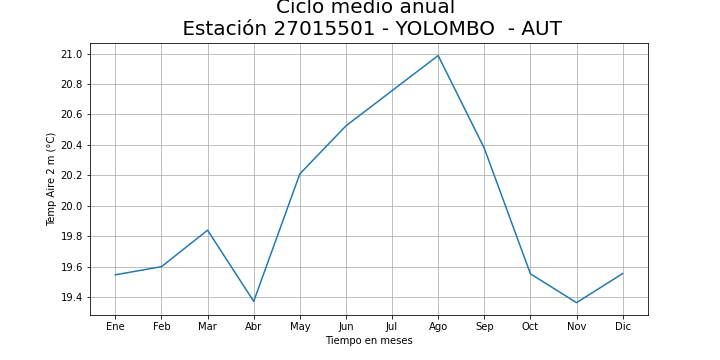 Ciclo medio anual
Estación 27015501 - YOLOMBO  - AUT
21.0
20.8
20.6
20.4
20.2
20.0
19.8
19.6
19.4
Temp Aire 2 m (°C)
Ene Feb Mar Abr May Jun Jul Ago Sep Oct Nov Dic
Tiempo en meses